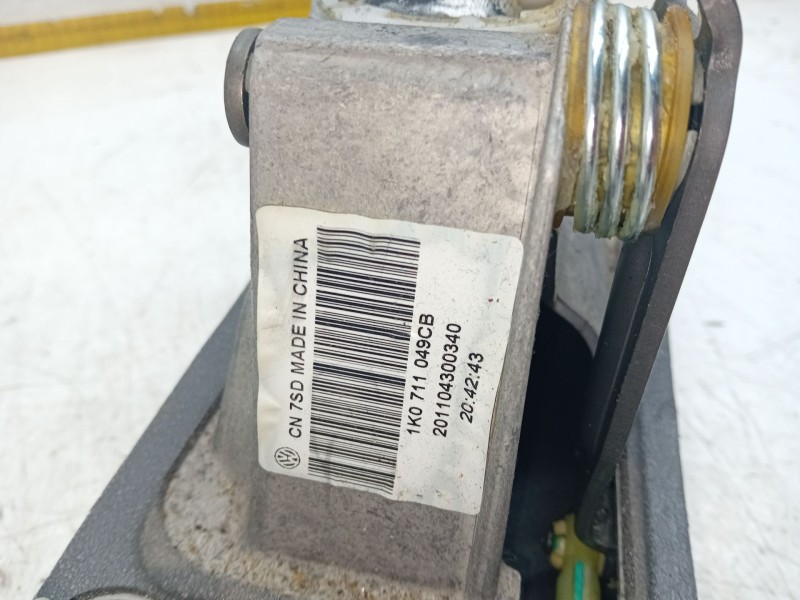 CN 7SD MADE IN CHINA
1K0 711 049CB
201104300340
20:42:43